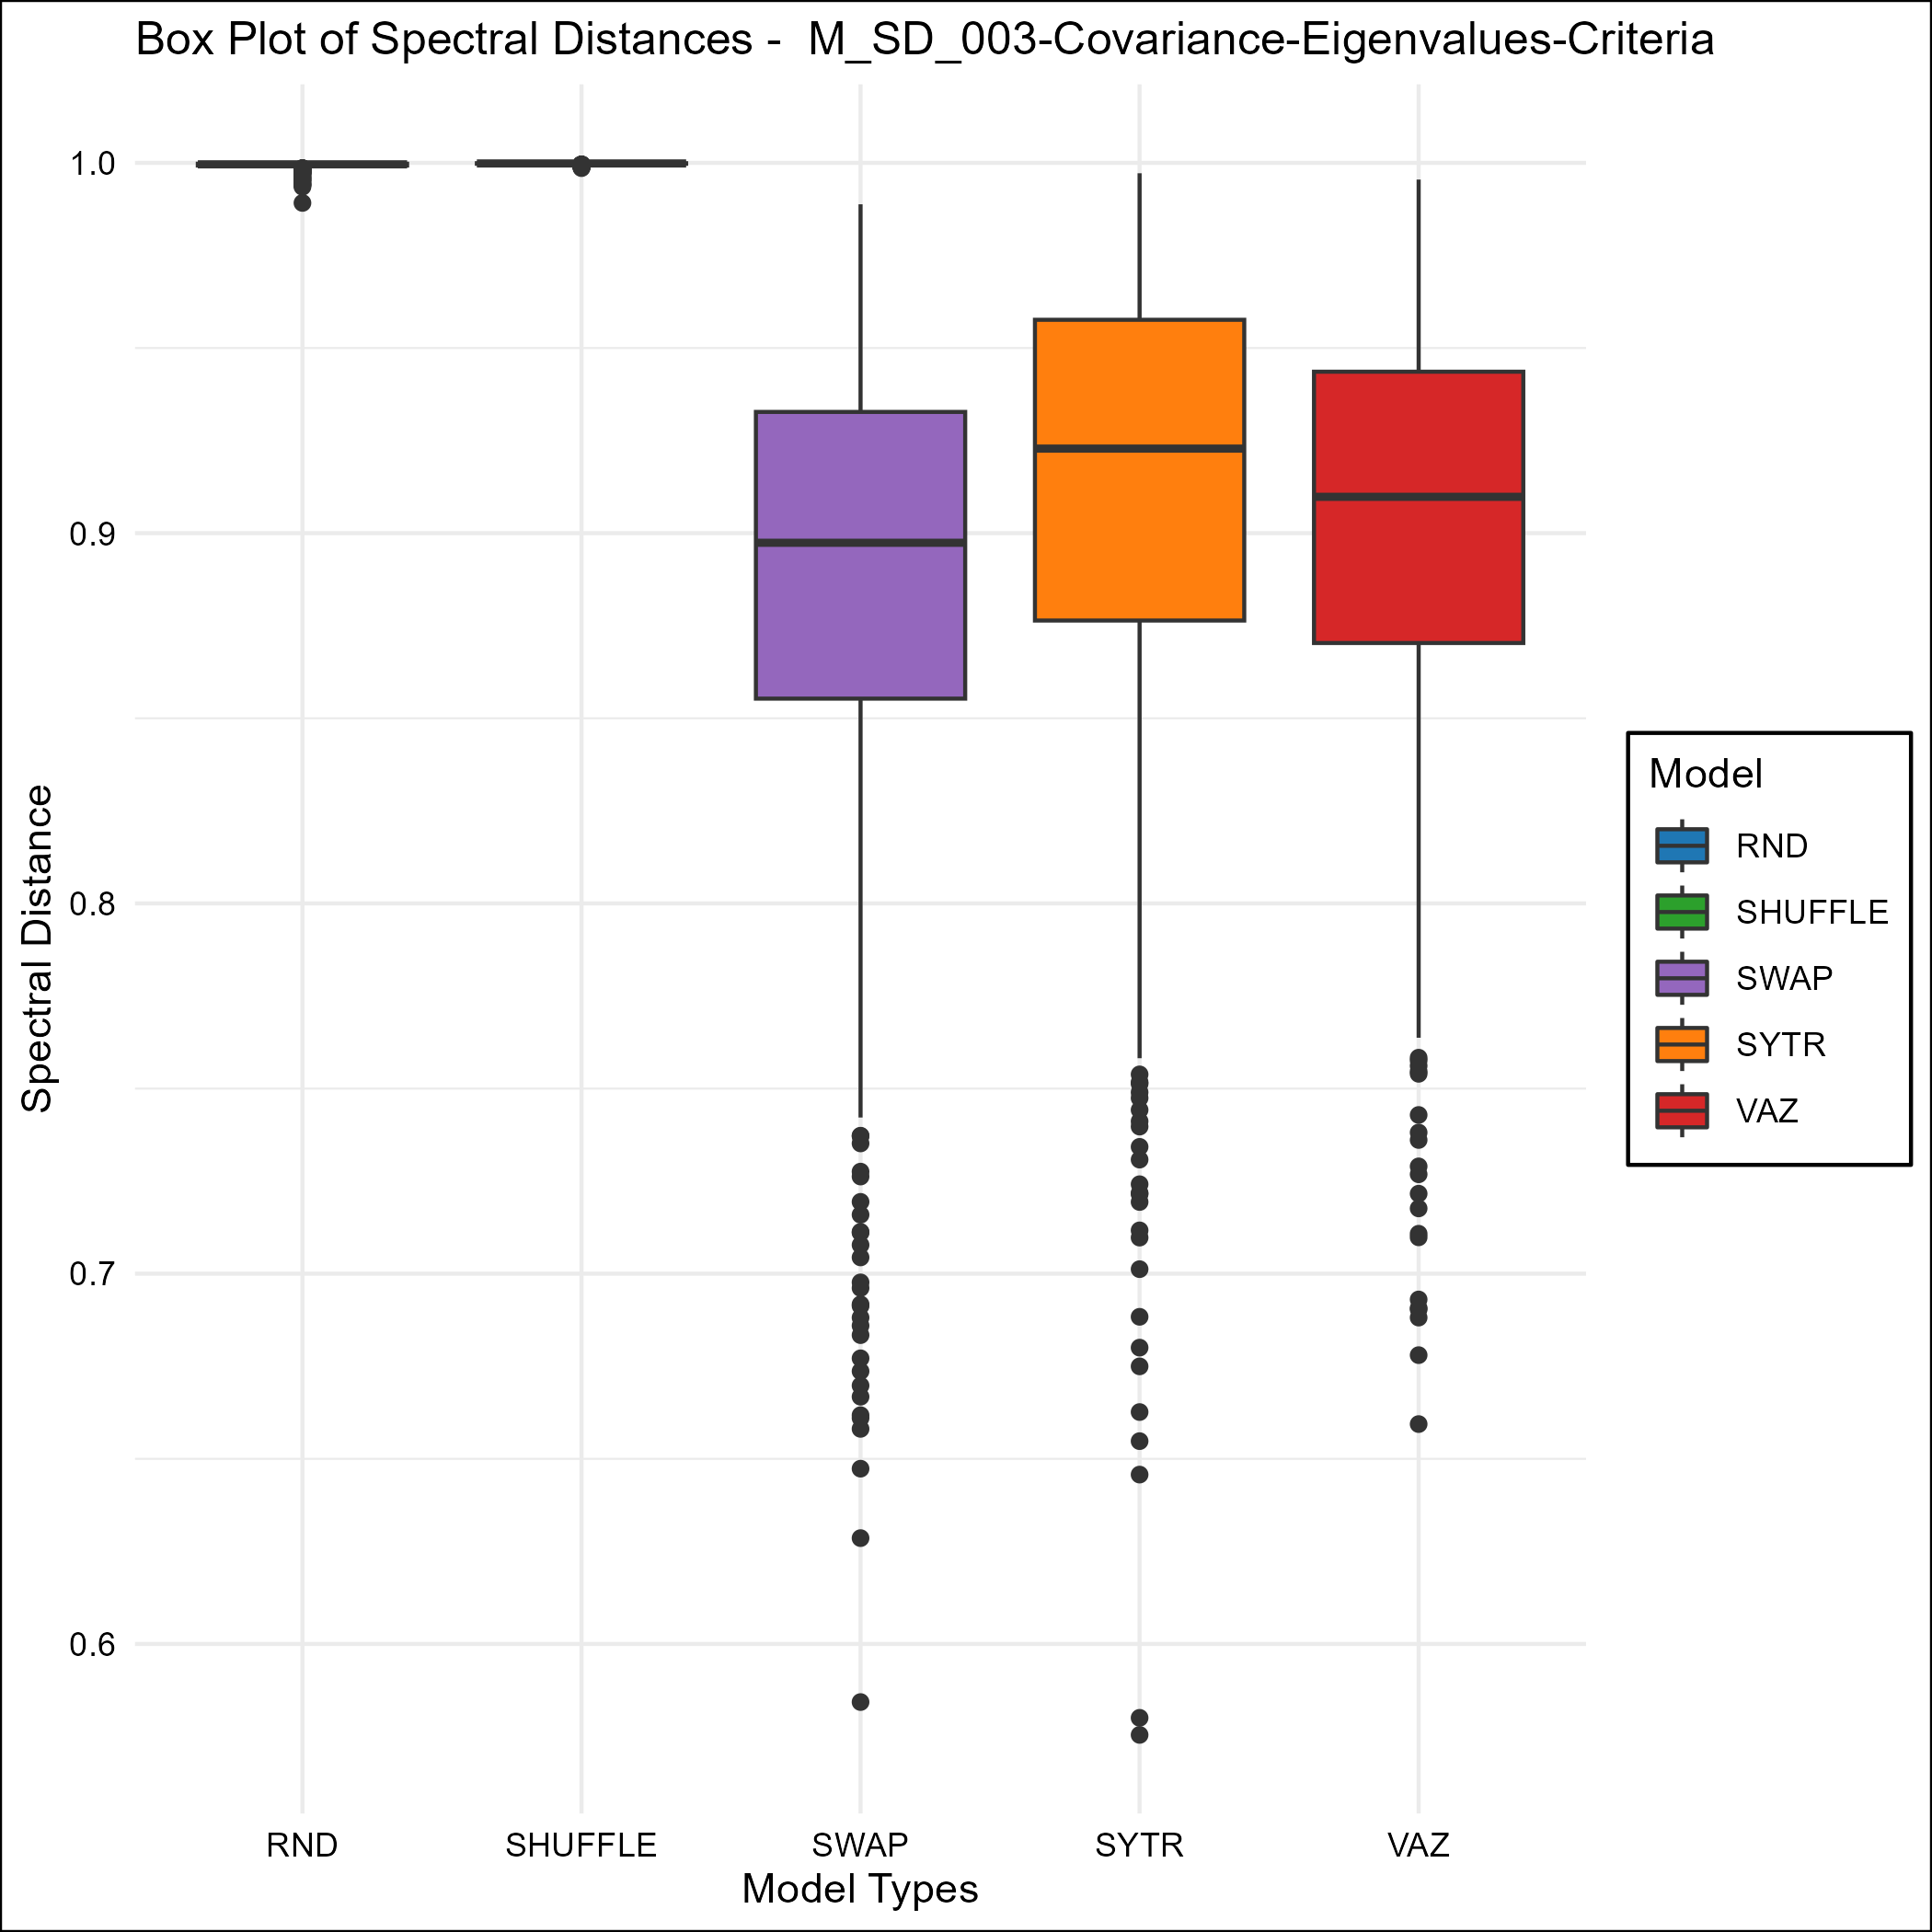 Box Plot of Spectral Distances -  M_SD_003-Covariance-Eigenvalues-Criteria
1.0
0.9
0.8
0.7
0.6
Spectral Distance
RND
SHUFFLE
SWAP
SYTR
VAZ
Model Types
Model
RND
SHUFFLE
SWAP
SYTR
VAZ